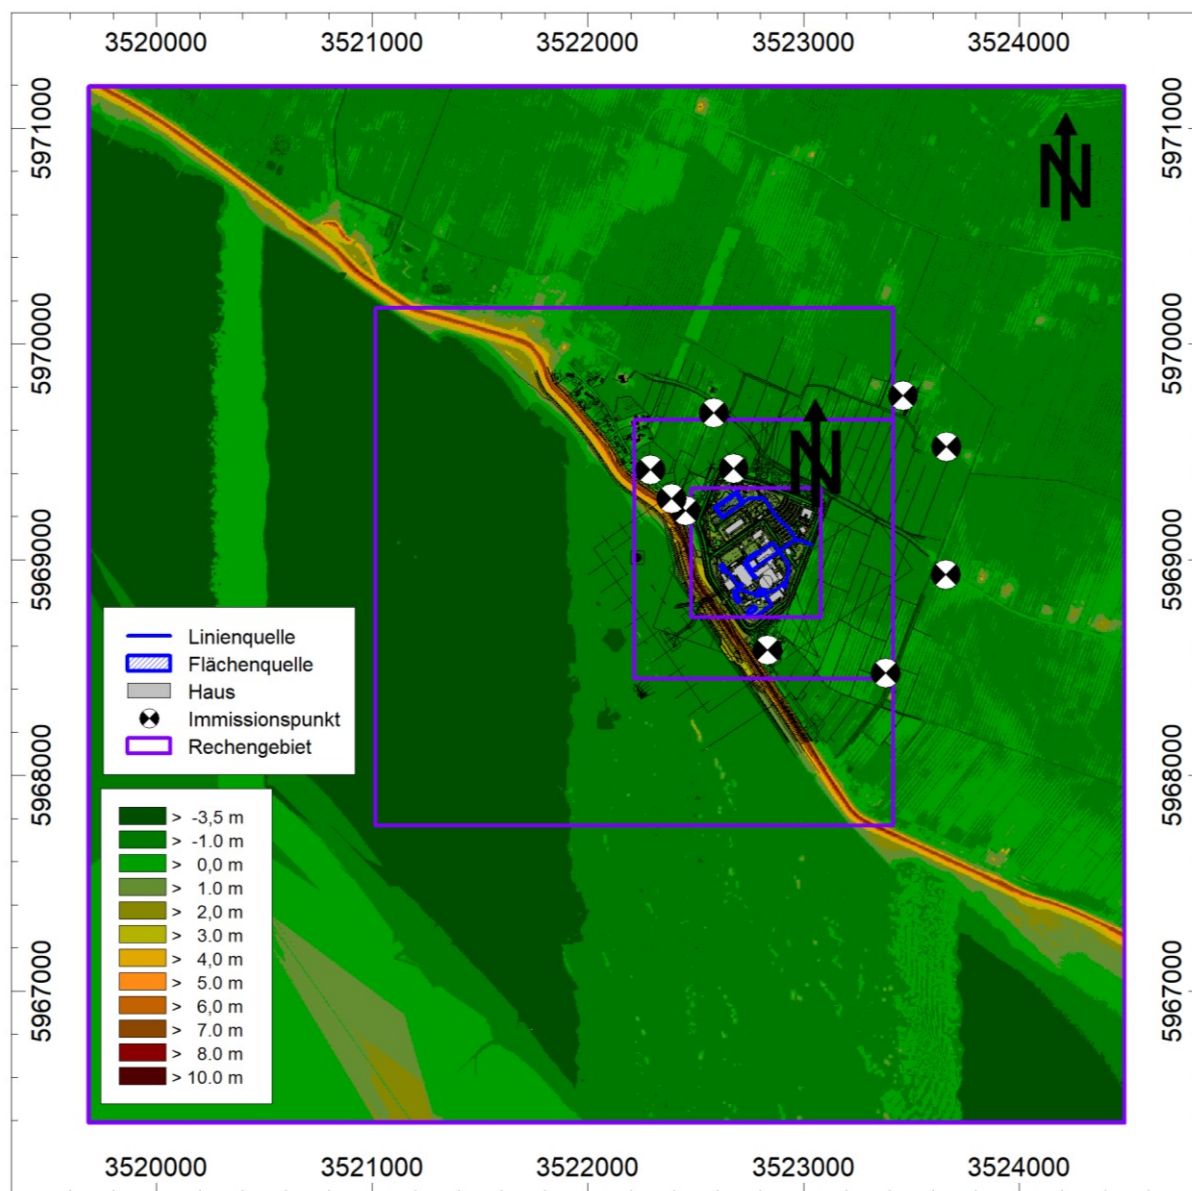 3520000 3521000 3522000 3523000 3524000
5971000
5971000
N
5970000
5970000
N
5969000
5969000
Linienquelle
Flächenquelle
Haus
Immissionspunkt
Rechengebiet
5968000
5968000
> -3,5 m
> -1.0 m
> 0,0 m
> 1.0 m
> 2,0 m
> 3.0 m
> 4,0 m
> 5.0 m
> 6,0 m
> 7.0 m
> 8.0 m
> 10.0 m
5967000
5967000
3520000 3521000 3522000 3523000 3524000